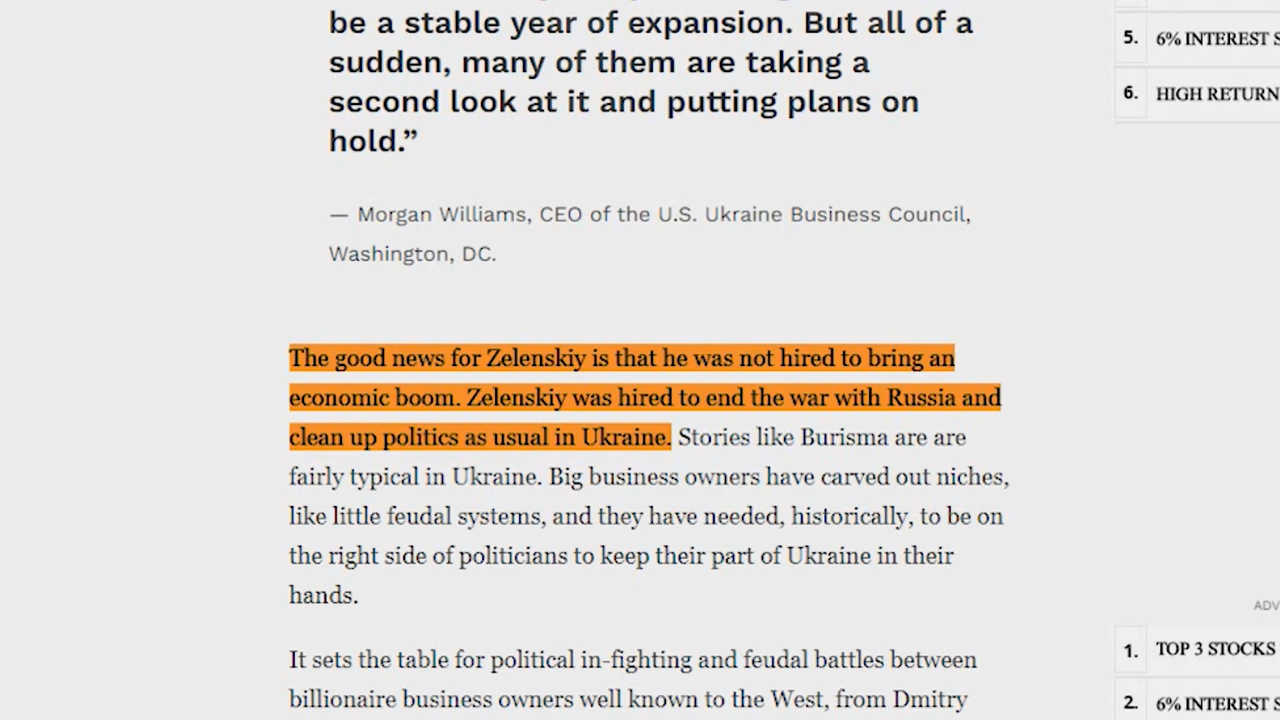 be a stable year of expansion. But all of a
sudden, many of them are taking a
second look at it and putting plans on
hold.”
— Morgan Williams, CEO of the U.S. Ukraine Business Council,
Washington, DC.
The good news for Zelenskiy is that he was not hired to bring an
economic boom. Zelenskiy was hired to end the war with Russia and
clean up politics as usual in Ukraine. Stories like Burisma are are
fairly typical in Ukraine. Big business owners have carved out niches,
like little feudal systems, and they have needed, historically, to be on
the right side of politicians to keep their part of Ukraine in their
hands.
It sets the table for political in-fighting and feudal battles between
billionaire business owners well known to the West, from Dmitry
5. 6% INTEREST S
6. HIGH RETURN
ADV
1. TOP 3 STOCKS
2. 6% INTEREST S